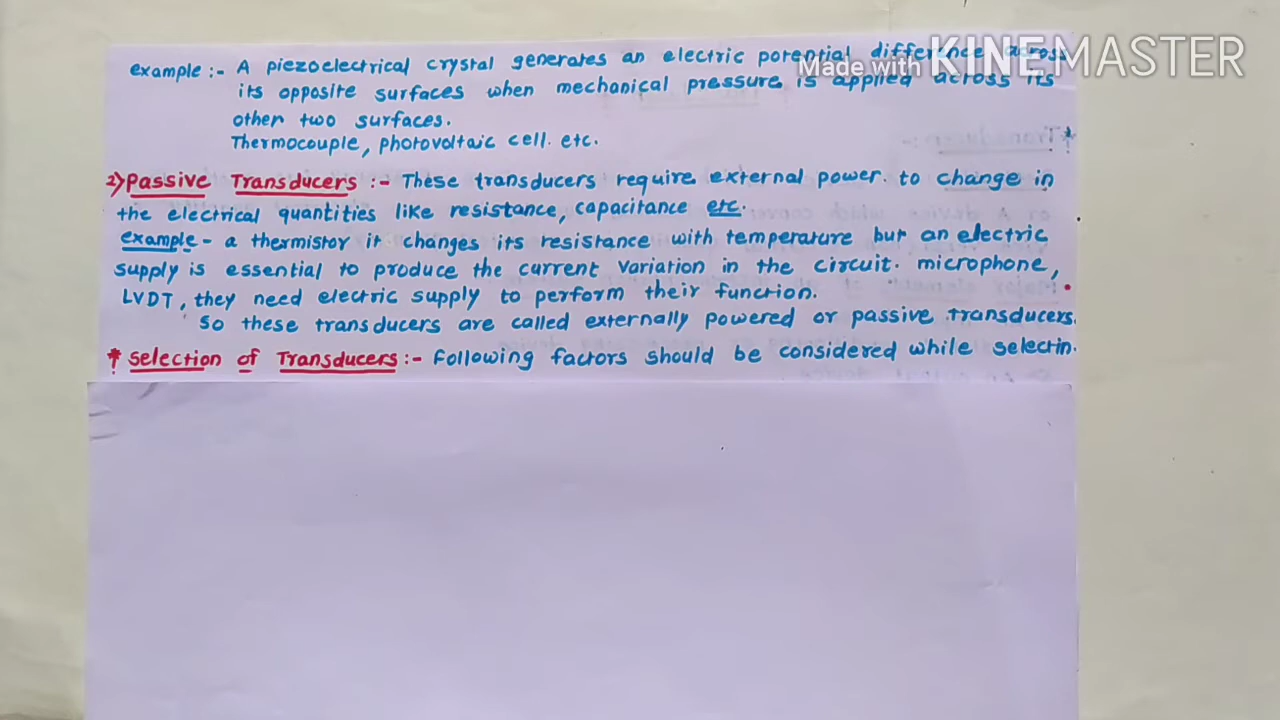 Made with KINEMASTER
example :- A piezoelectrical crystal generates an electric potential difference across
its opposite surfaces when mechonical pressure is applied across its
other two surfaces.
Thermocouple, photovoltaic cell. etc.
2) Passive Transducers :- These transducers require external power. to change in
the electrical quantities like resistance, capacitance etc.
example - a thermistor it changes its resistance with temperature but an electric
supply is essential to produce the current variation in the circuit. microphone,
LVDT, they need electric supply to perform their function.
So these transducers are called externally powered or passive transducers.
* Selection of Transducers :- Following factors should be considered while selectin.